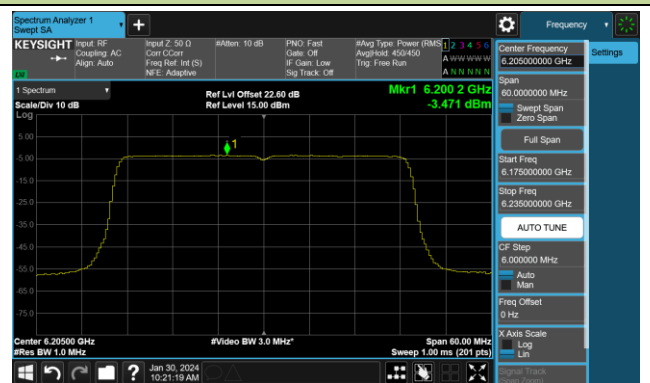 Spectrum Analyzer 1
Swept SA
+
Frequency
KEYSIGHT
Input: RF
Coupling: AC
Align: Auto
Input Z: 50 Ω
Corr CCorr
Freq Ref: Int (S)
NFE: Adaptive
#Atten: 10 dB
PNO: Fast
Gate: Off
IF Gain: Low
Sig Track: Off
#Avg Type: Power (RMS
Avg|Hold: 450/450
Trig: Free Run
1 2 3 4 5 6
A W W W W W
A N N N N N
LXI
1 Spectrum
Scale/Div 10 dB
Log
Ref Lvl Offset 22.60 dB
Ref Level 15.00 dBm
Mkr1 6.200 2 GHz
-3.471 dBm
5.00
-5.00
-15.0
-25.0
-35.0
-45.0
-55.0
-65.0
-75.0
1
Center 6.20500 GHz
#Res BW 1.0 MHz
#Video BW 3.0 MHz*
Span 60.00 MHz
Sweep 1.00 ms (201 pts)
Center Frequency
6.205000000 GHz
Settings
Span
60.0000000 MHz
Swept Span
Zero Span
Full Span
Start Freq
6.175000000 GHz
Stop Freq
6.235000000 GHz
AUTO TUNE
CF Step
6.000000 MHz
Auto
Man
Freq Offset
0 Hz
X Axis Scale
Log
Lin
Signal Track
(Span Zoom)
?
Jan 30, 2024
10:21:19 AM